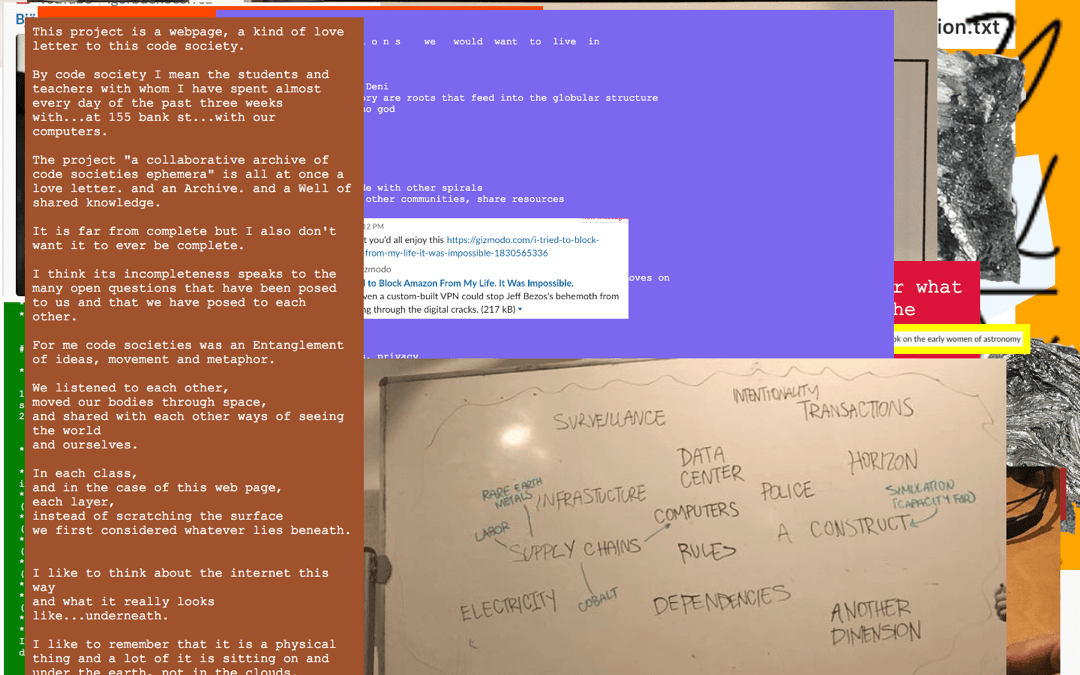 ion.txt
This project is a webpage, a kind of love
letter to this code society.
By code society I mean the students and
teachers with whom I have spent almost
every day of the past three weeks
with...at 155 bank st...with our
computers.
The project "a collaborative archive of
code societies ephemera" is all at once a
love letter. and an Archive. and a Well of
shared knowledge.
It is far from complete but I also don't
want it to ever be complete.
I think its incompleteness speaks to the
many open questions that have been posed
to us and that we have posed to each
other.
For me code societies was an Entanglement
of ideas, movement and metaphor.
We listened to each other,
moved our bodies through space,
and shared with each other ways of seeing
the world
and ourselves.
In each class,
and in the case of this web page,
each layer,
instead of scratching the surface
we first considered whatever lies beneath.
I like to think about the internet this
way
and what it really looks
like...underneath.
I like to remember that it is a physical
thing and a lot of it is sitting on and
under the earth, not in the clouds.
o n s we would want to live in
Deni
ory are roots that feed into the globular structure
no god
de with other spirals
other communities, share resources
12 PM
t you'd all enjoy this https://gizmodo.com/i-tried-to-block-
from-my-life-it-was-impossible-1830565336
zmodo
d to Block Amazon From My Life. It Was Impossible.
ven a custom-built VPN could stop Jeff Bezos's behemoth from
ng through the digital cracks. (217 kB)
oves on
, privacy
r what
he
ok on the early women of astronomy
SURVEILLANCE
INTENTIONALITY
TRANSACTIONS
DATA
CENTER
HORIZON
RARE EARTH
METALS
INFRASTUCTURE
POLICE
SIMULATION
(CAPACITY FOR)
LABOR
COMPUTERS
A CONSTRUCT
SUPPLY CHAINS
RULES
ELECTRICITY
COBALT
DEPENDENCIES
ANOTHER
DIMENSION